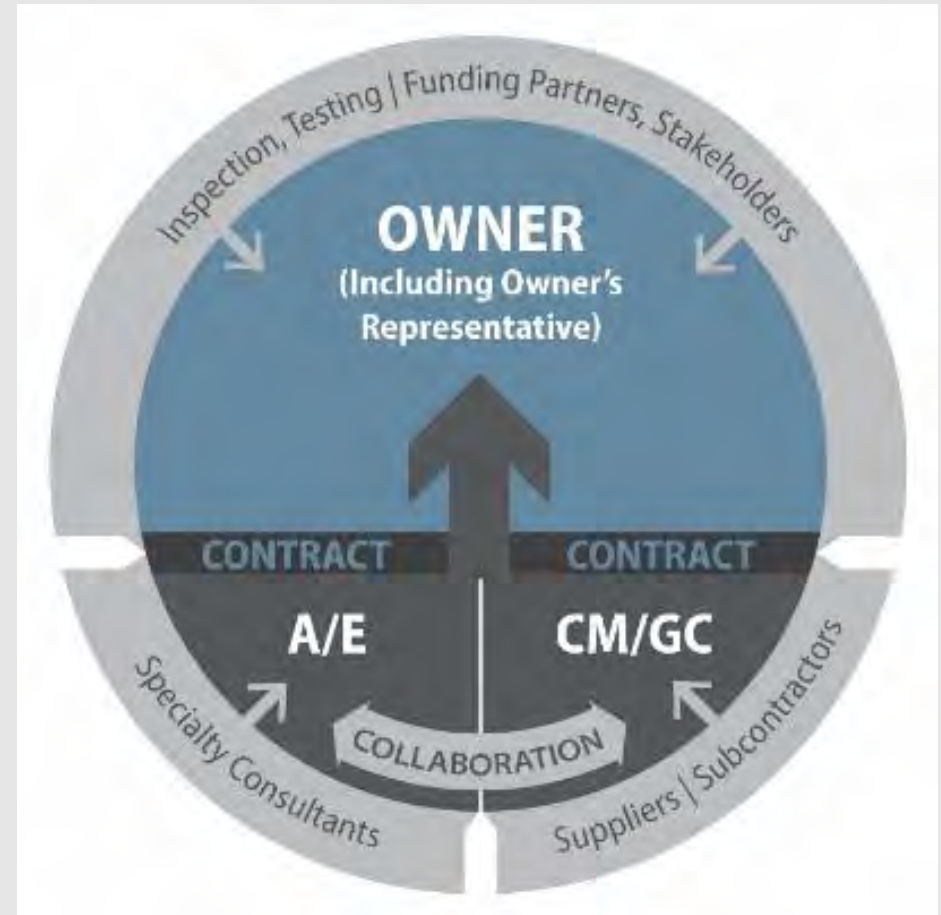 Inspection, Testing | Funding Partners, Stakeholders
OWNER
(Including Owner's
Representative)
CONTRACT
CONTRACT
A/E
CM/GC
COLLABORATION
Specialty Consultants
Suppliers | Subcontractors